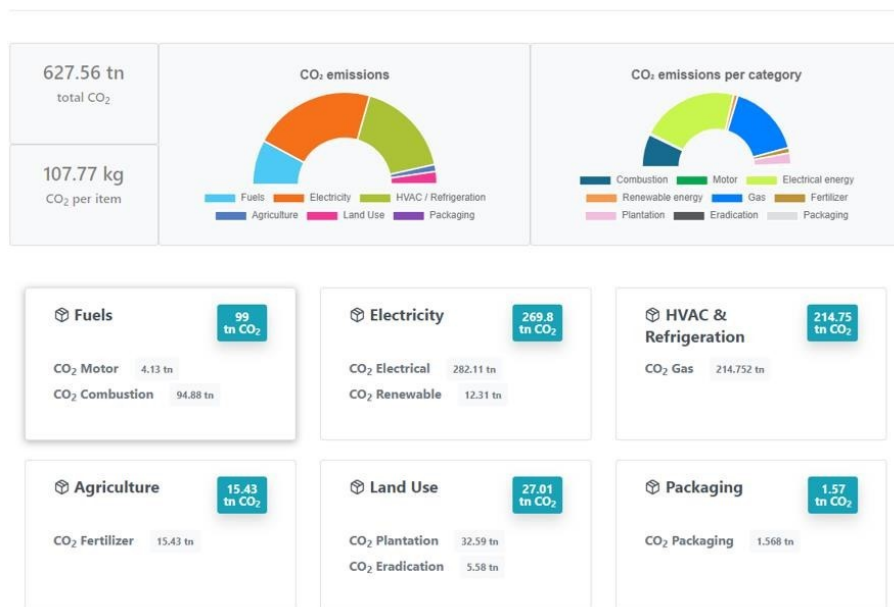 627.56 tn
total CO₂
107.77 kg
CO₂ per item
CO₂ emissions
Fuels Electricity HVAC / Refrigeration
Agriculture Land Use Packaging
CO₂ emissions per category
Combustion Motor Electrical energy
Renewable energy Gas Fertilizer
Plantation Eradication Packaging
Fuels
99
tn CO₂
CO₂ Motor 4.13 tn
CO₂ Combustion 94.88 tn
Electricity
269.8
tn CO₂
CO₂ Electrical 282.11 tn
CO₂ Renewable 12.31 tn
HVAC &
Refrigeration
214.75
tn CO₂
CO₂ Gas 214.752 tn
Agriculture
15.43
tn CO₂
CO₂ Fertilizer 15.43 tn
Land Use
27.01
tn CO₂
CO₂ Plantation 32.59 tn
CO₂ Eradication 5.58 tn
Packaging
1.57
tn CO₂
CO₂ Packaging 1.568 tn